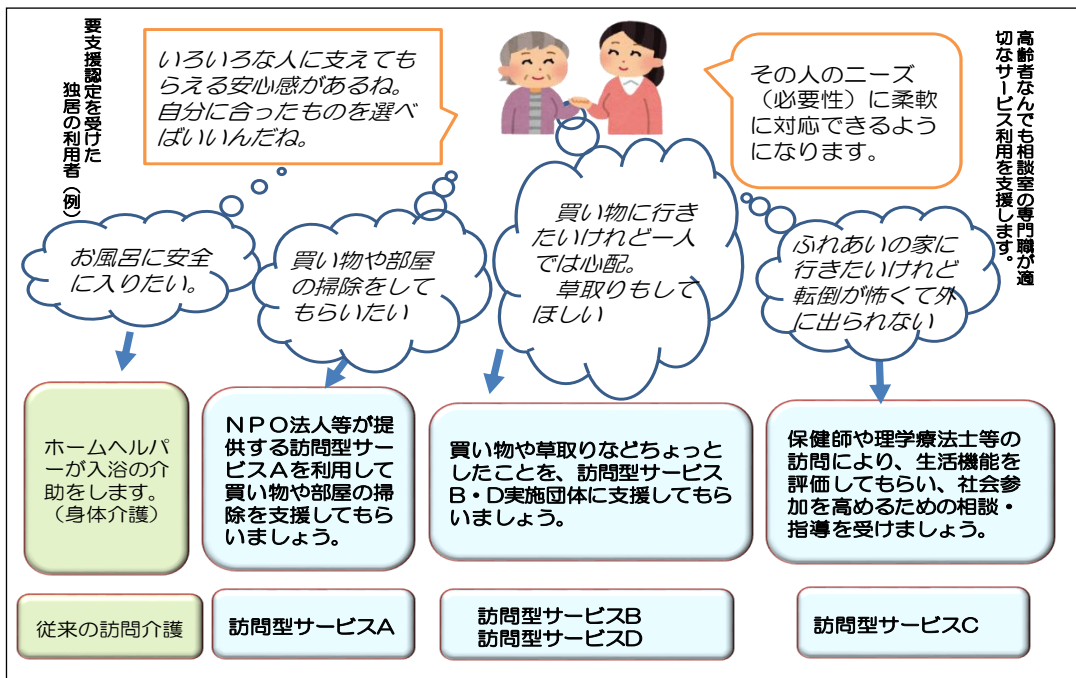 要支援認定を受けた
独居の利用者（例）
いろいろな人に支えても
らえる安心感があるね。
自分に合ったものを選べ
ばいいんだね。
その人のニーズ
（必要性）に柔軟
に対応できるよう
になります。
高齢者なんでも相談室の専門職が適
切なサービス利用を支援します。
お風呂に安全
に入りたい。
買い物や部屋
の掃除をして
もらいたい
買い物に行き
たいけれど一人
では心配。
草取りもして
ほしい
ふれあいの家に
行きたいけれど
転倒が怖くて外
に出られない
ホームヘルパ
ーが入浴の介
助をします。
（身体介護）
ＮＰＯ法人等が提
供する訪問型サー
ビスAを利用して
買い物や部屋の掃
除を支援してもら
いましょう。
買い物や草取りなどちょっと
したことを、訪問型サービス
B・D実施団体に支援してもら
いましょう。
保健師や理学療法士等の
訪問により、生活機能を
評価してもらい、社会参
加を高めるための相談・
指導を受けましょう。
従来の訪問介護
訪問型サービスA
訪問型サービスB
訪問型サービスD
訪問型サービスC